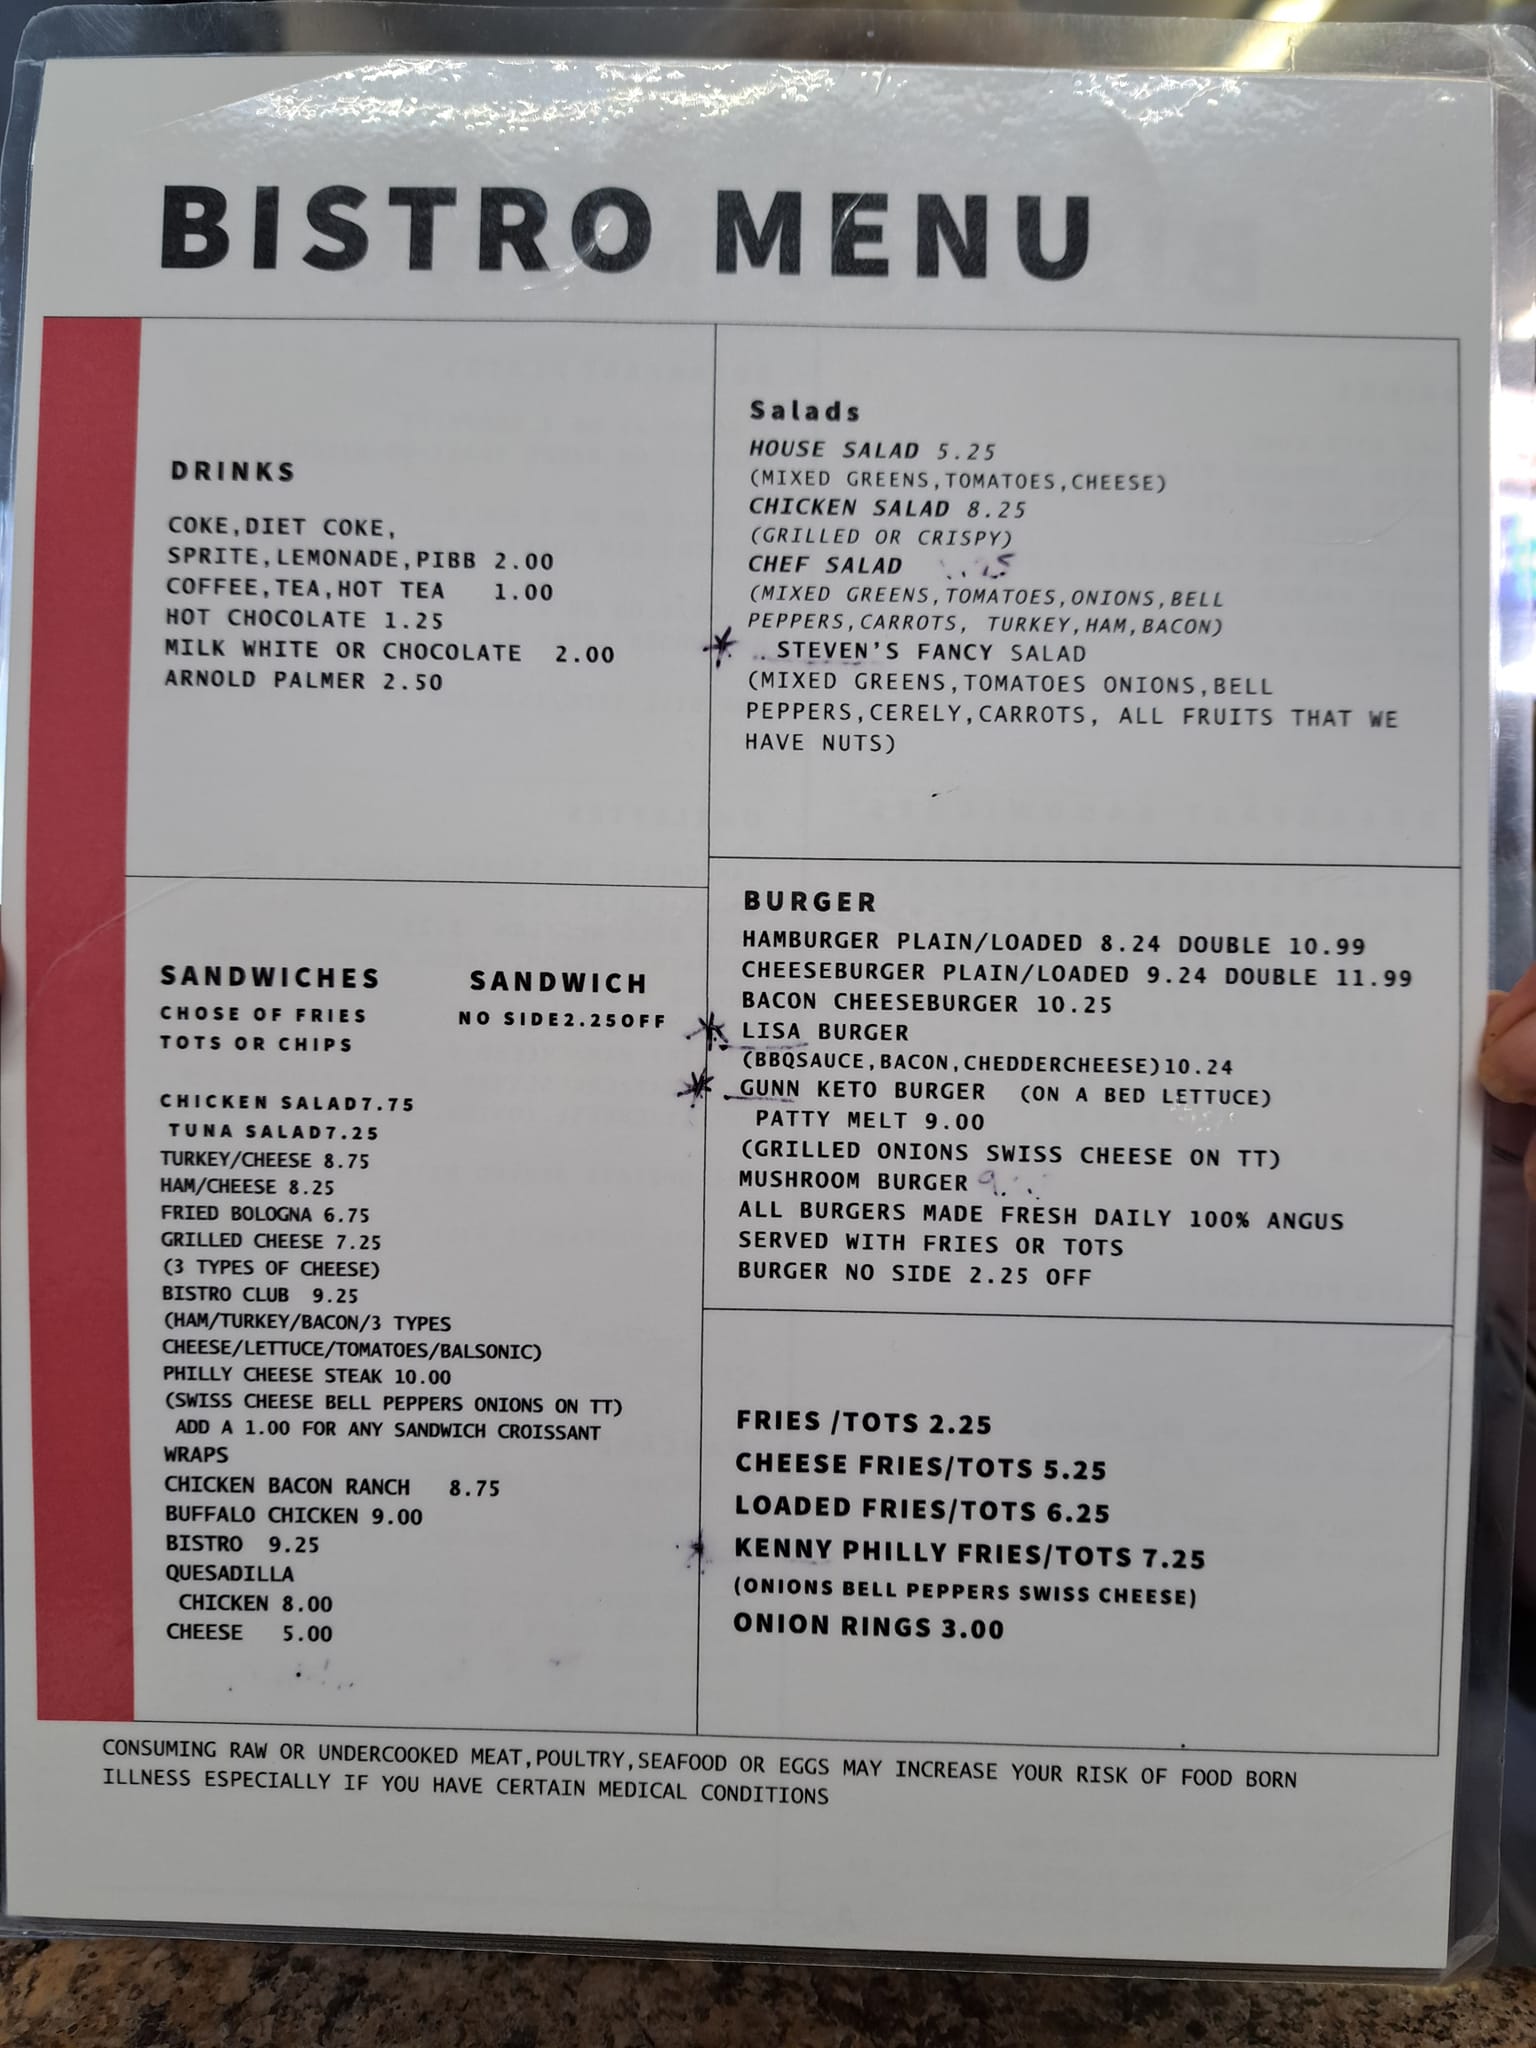 BISTRO MENU
DRINKS
COKE,DIET COKE,
SPRITE,LEMONADE,PIBB 2.00
COFFEE,TEA,HOT TEA 1.00
HOT CHOCOLATE 1.25
MILK WHITE OR CHOCOLATE 2.00
ARNOLD PALMER 2.50
Salads
HOUSE SALAD 5.25
(MIXED GREENS,TOMATOES,CHEESE)
CHICKEN SALAD 8.25
(GRILLED OR CRISPY)
CHEF SALAD
(MIXED GREENS,TOMATOES,ONIONS,BELL
PEPPERS,CARROTS, TURKEY,HAM,BACON)
STEVEN'S FANCY SALAD
(MIXED GREENS,TOMATOES ONIONS,BELL
PEPPERS,CERELY,CARROTS, ALL FRUITS THAT WE
HAVE NUTS)
SANDWICHES
CHOSE OF FRIES
TOTS OR CHIPS
SANDWICH
NO SIDE2.25OFF
CHICKEN SALAD7.75
TUNA SALAD7.25
TURKEY/CHEESE 8.75
HAM/CHEESE 8.25
FRIED BOLOGNA 6.75
GRILLED CHEESE 7.25
(3 TYPES OF CHEESE)
BISTRO CLUB 9.25
(HAM/TURKEY/BACON/3 TYPES
CHEESE/LETTUCE/TOMATOES/BALSONIC)
PHILLY CHEESE STEAK 10.00
(SWISS CHEESE BELL PEPPERS ONIONS ON TT)
ADD A 1.00 FOR ANY SANDWICH CROISSANT
WRAPS
CHICKEN BACON RANCH 8.75
BUFFALO CHICKEN 9.00
BISTRO 9.25
QUESADILLA
CHICKEN 8.00
CHEESE 5.00
BURGER
HAMBURGER PLAIN/LOADED 8.24 DOUBLE 10.99
CHEESEBURGER PLAIN/LOADED 9.24 DOUBLE 11.99
BACON CHEESEBURGER 10.25
LISA BURGER
(BBQSAUCE,BACON,CHEDDERCHEESE)10.24
GUNN KETO BURGER (ON A BED LETTUCE)
PATTY MELT 9.00
(GRILLED ONIONS SWISS CHEESE ON TT)
MUSHROOM BURGER
ALL BURGERS MADE FRESH DAILY 100% ANGUS
SERVED WITH FRIES OR TOTS
BURGER NO SIDE 2.25 OFF
FRIES /TOTS 2.25
CHEESE FRIES/TOTS 5.25
LOADED FRIES/TOTS 6.25
KENNY PHILLY FRIES/TOTS 7.25
(ONIONS BELL PEPPERS SWISS CHEESE)
ONION RINGS 3.00
CONSUMING RAW OR UNDERCOOKED MEAT,POULTRY,SEAFOOD OR EGGS MAY INCREASE YOUR RISK OF FOOD BORN
ILLNESS ESPECIALLY IF YOU HAVE CERTAIN MEDICAL CONDITIONS